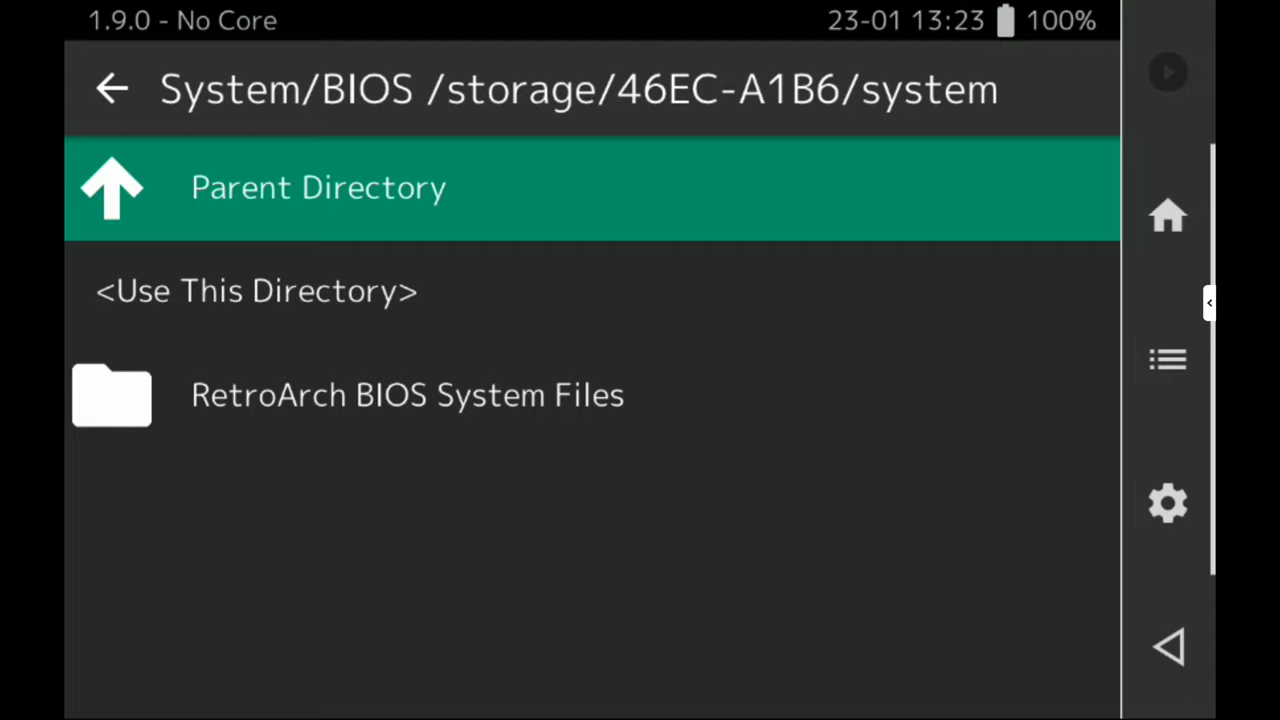 1.9.0 - No Core
23-01 13:23 100%
System/BIOS /storage/46EC-A1B6/system
Parent Directory
<Use This Directory>
RetroArch BIOS System Files